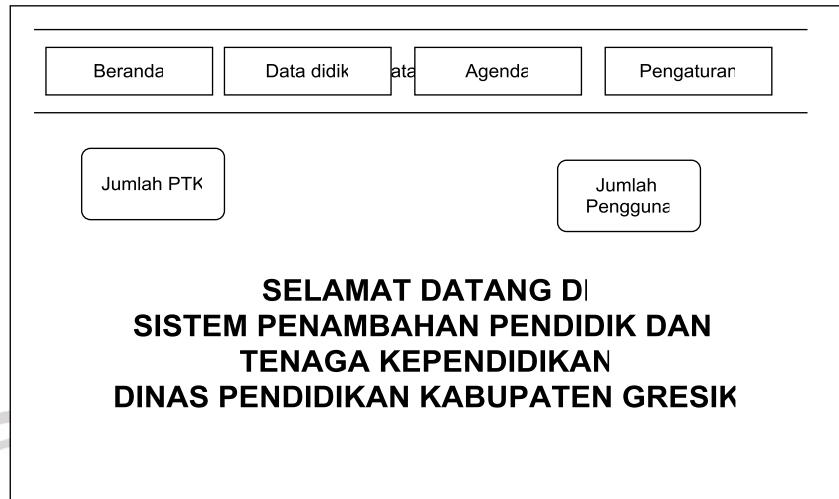 Beranda
Data didik
ata
Agenda
Pengaturan
Jumlah PTK
Jumlah
Pengguna
SELAMAT DATANG DI
SISTEM PENAMBAHAN PENDIDIK DAN
TENAGA KEPENDIDIKAN
DINAS PENDIDIKAN KABUPATEN GRESIK